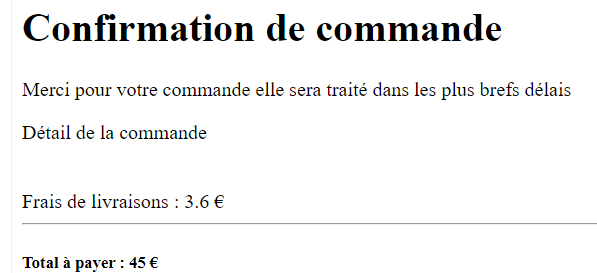 Confirmation de commande
Merci pour votre commande elle sera traité dans les plus brefs délais
Détail de la commande
Frais de livraisons : 3.6 €
Total à payer : 45 €